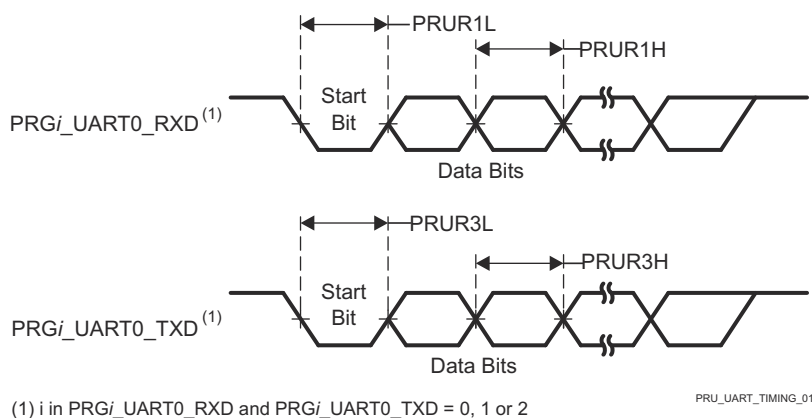 PRUR1L
PRUR1H
Start
Bit
PRGi_UART0_RXD (1)
Data Bits
PRUR3L
PRUR3H
Start
Bit
PRGi_UART0_TXD (1)
Data Bits
(1) i in PRGi_UART0_RXD and PRGi_UART0_TXD = 0, 1 or 2
PRU_UART_TIMING_01